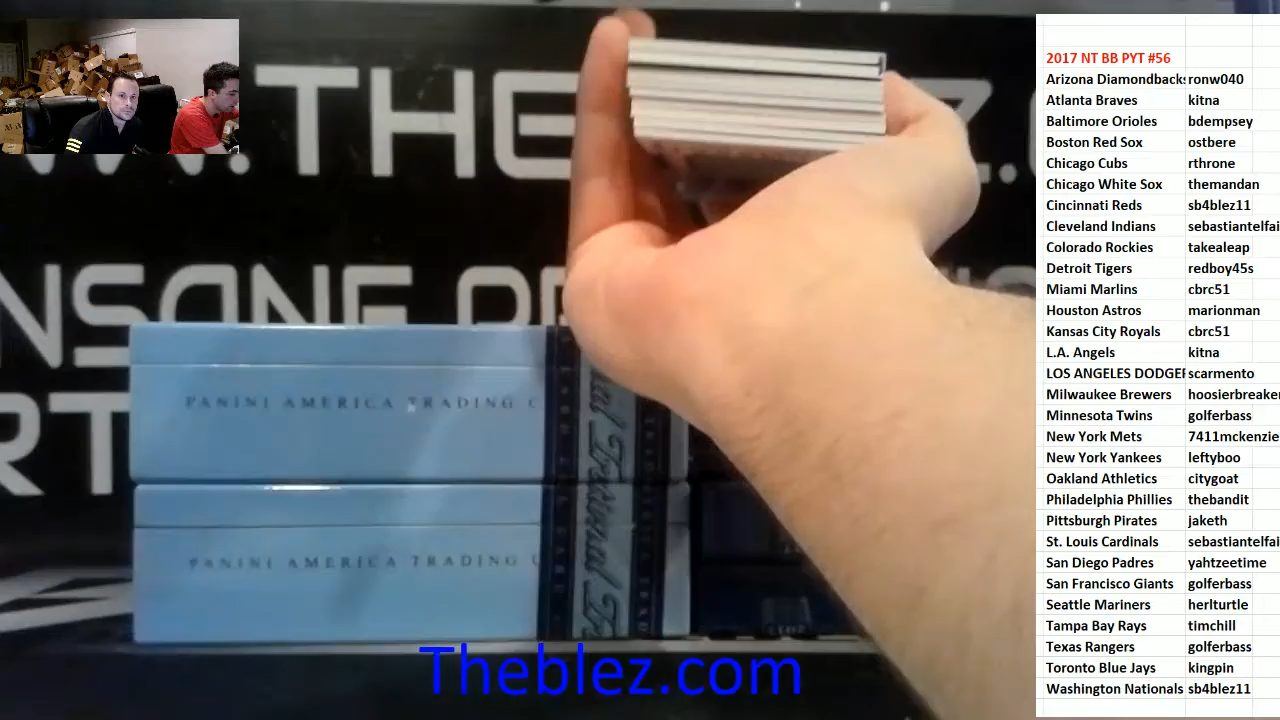 WWW.THE Z.
NSANE
RT
PANINI AMERICA TRADING C
PANINI AMERICA TRADING
Theblez.com
2017 NT BB PYT #56
Arizona Diamondbacks ronw040
Atlanta Braves kitna
Baltimore Orioles bdempsey
Boston Red Sox ostbere
Chicago Cubs rthrone
Chicago White Sox themandan
Cincinnati Reds sb4blez11
Cleveland Indians sebastiantelfai
Colorado Rockies takealeap
Detroit Tigers redboy45s
Miami Marlins cbrc51
Houston Astros marionman
Kansas City Royals cbrc51
L.A. Angels kitna
LOS ANGELES DODGER scarmento
Milwaukee Brewers hoosierbreaker
Minnesota Twins golferbass
New York Mets 7411mckenzie
New York Yankees leftyboo
Oakland Athletics citygoat
Philadelphia Phillies thebandit
Pittsburgh Pirates jaketh
St. Louis Cardinals sebastiantelfai
San Diego Padres yahtzeetime
San Francisco Giants golferbass
Seattle Mariners herlturtle
Tampa Bay Rays timchill
Texas Rangers golferbass
Toronto Blue Jays kingpin
Washington Nationals sb4blez11